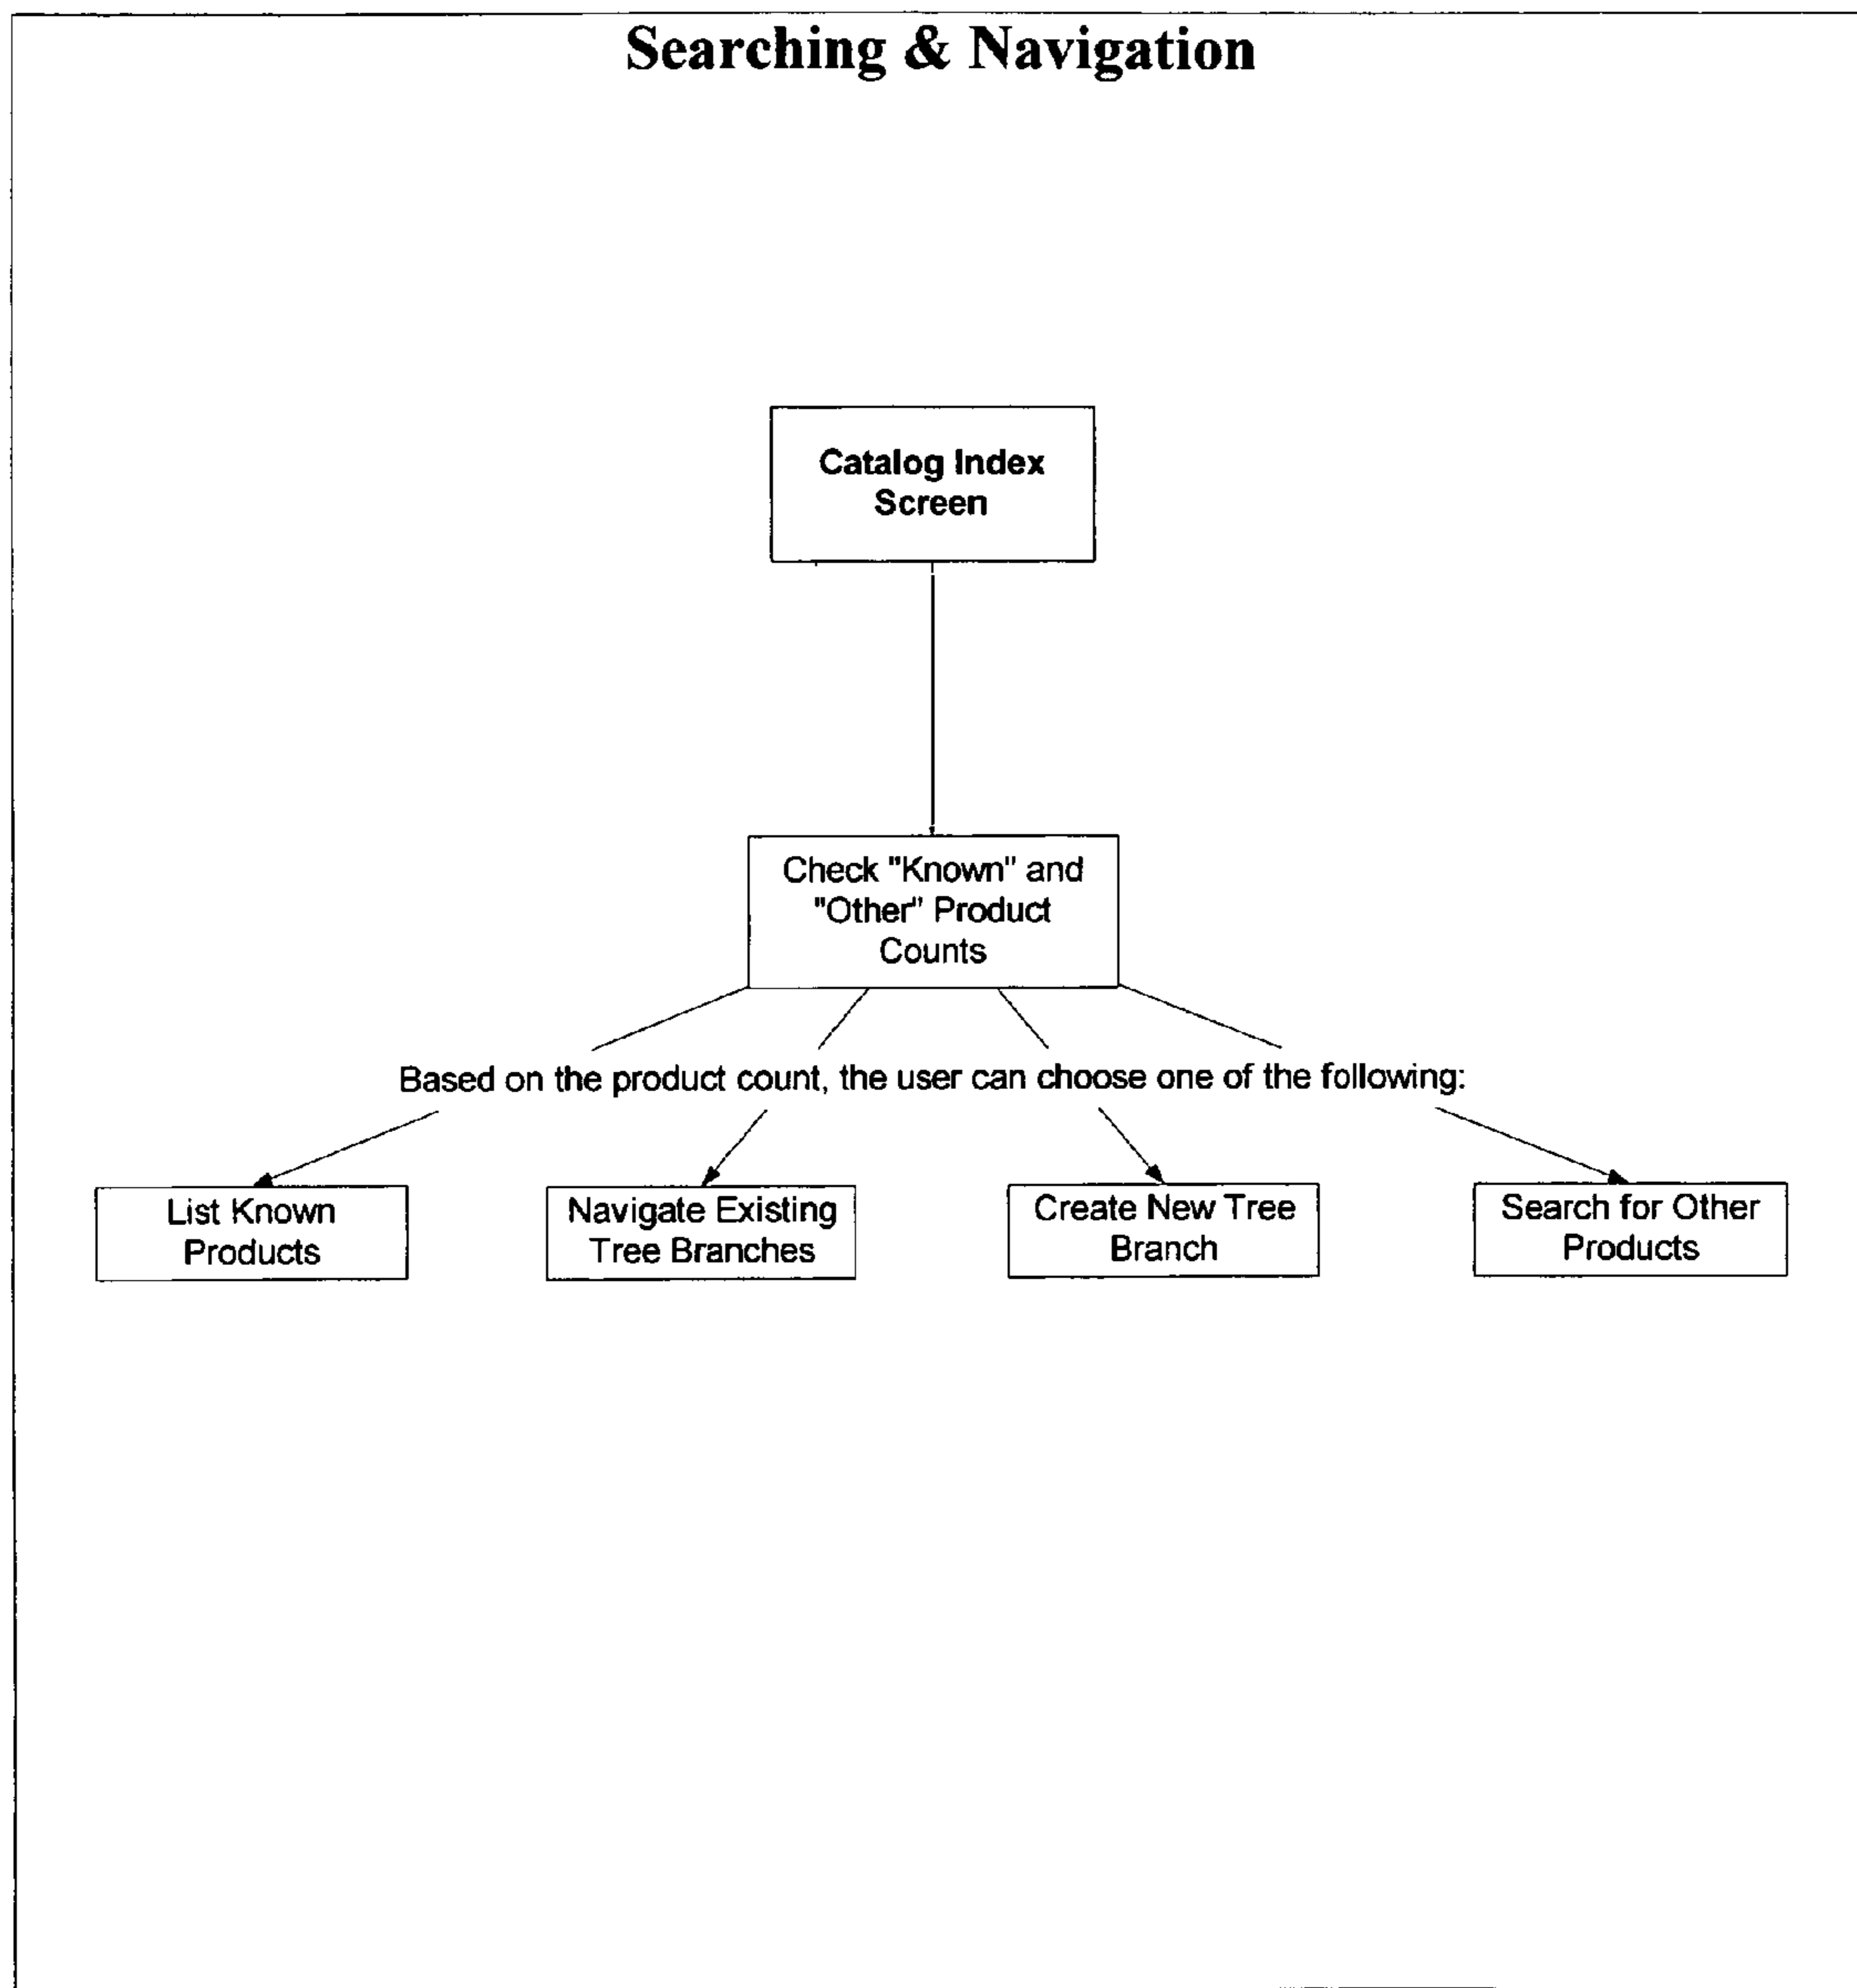 Searching & Navigation
Catalog Index
Screen
Check "Known" and
"Other" Product
Counts
Based on the product count, the user can choose one of the following:
List Known
Products
Navigate Existing
Tree Branches
Create New Tree
Branch
Search for Other
Products